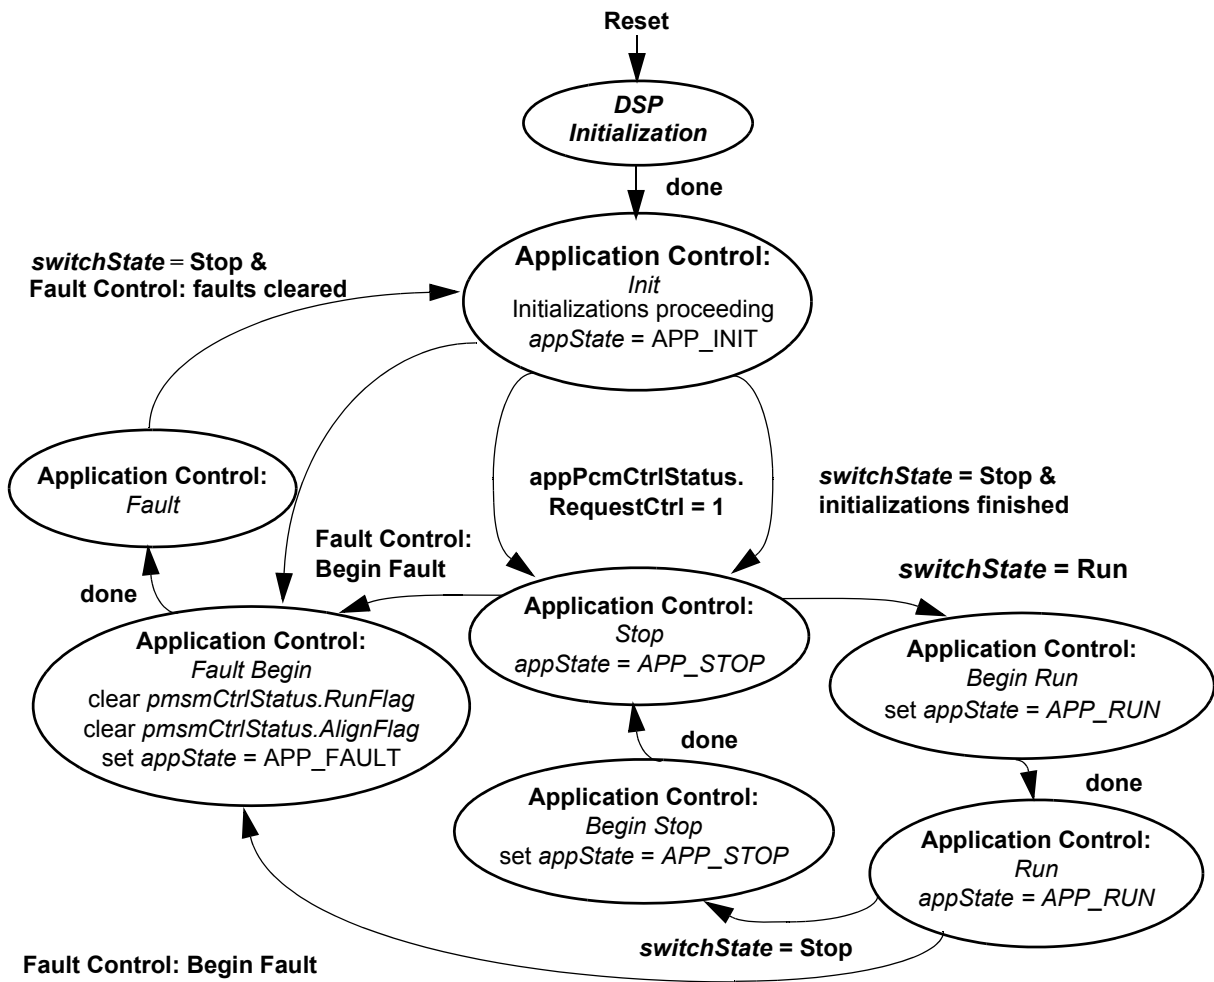 Reset
DSP
Initialization
done
Application Control:
Init
Initializations proceeding
appState = APP_INIT
switchState = Stop &
Fault Control: faults cleared
Application Control:
Fault
appPcmCtrlStatus.
RequestCtrl = 1
switchState = Stop &
initializations finished
Fault Control:
Begin Fault
switchState = Run
done
Application Control:
Stop
appState = APP_STOP
Application Control:
Fault Begin
clear pmsmCtrlStatus.RunFlag
clear pmsmCtrlStatus.AlignFlag
set appState = APP_FAULT
Application Control:
Begin Run
set appState = APP_RUN
done
done
Application Control:
Begin Stop
set appState = APP_STOP
Application Control:
Run
appState = APP_RUN
switchState = Stop
Fault Control: Begin Fault